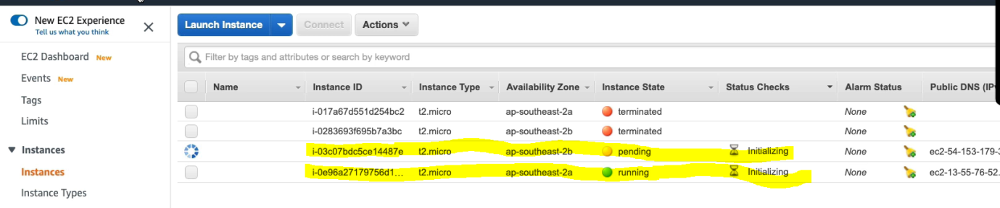 New EC2 Experience
Tell us what you think
EC2 Dashboard New
Events New
Tags
Limits
Instances
Instances
Instance Types
Launch Instance Connect Actions
Filter by tags and attributes or search by keyword
Name Instance ID Instance Type Availability Zone Instance State Status Checks Alarm Status Public DNS (IP
i-017a67d551d254bc2 t2.micro ap-southeast-2a terminated None
i-0283693f695b7a3bc t2.micro ap-southeast-2b terminated None
i-03c07bdc5ce14487e t2.micro ap-southeast-2b pending Initializing None ec2-54-153-179-
i-0e96a27179756d1... t2.micro ap-southeast-2a running Initializing None ec2-13-55-76-52.